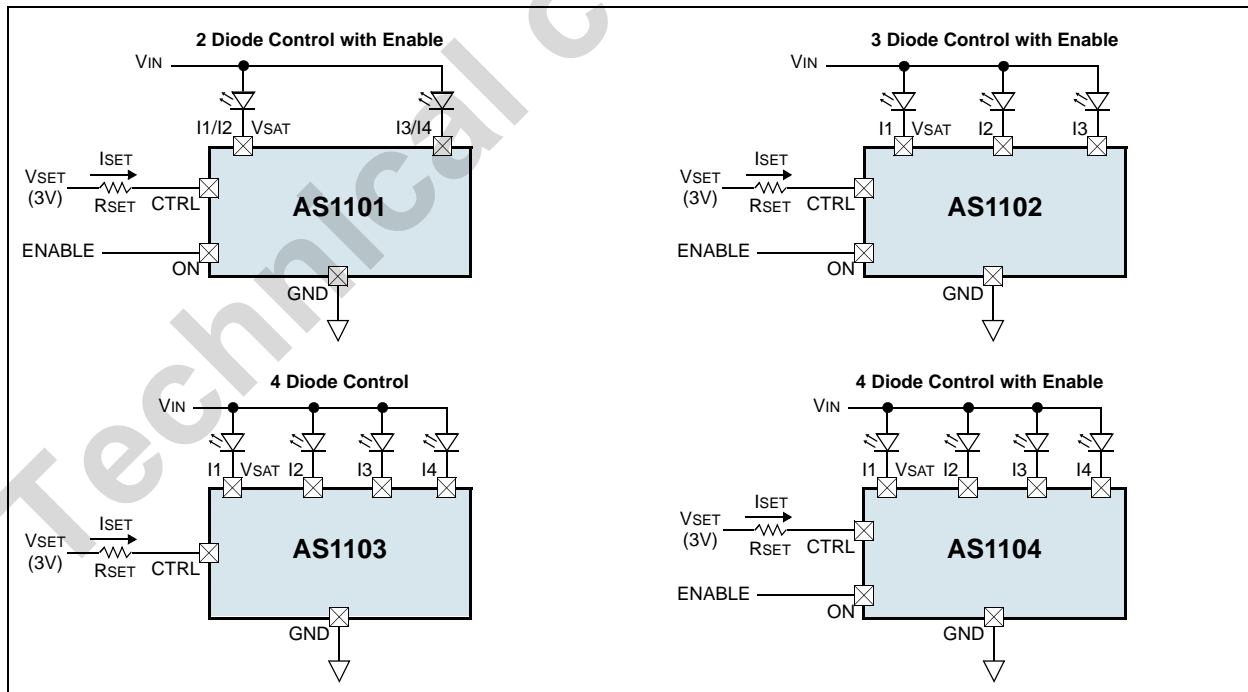 2 Diode Control with Enable
VIN
I1/I2 VSAT I3/I4
ISET
VSET
(3V)
RSET CTRL
AS1101
ENABLE
ON
GND
3 Diode Control with Enable
VIN
I1 VSAT I2 I3
ISET
VSET
(3V)
RSET CTRL
AS1102
ENABLE
ON
GND
4 Diode Control
VIN
I1 VSAT I2 I3 I4
ISET
VSET
(3V)
RSET CTRL
AS1103
GND
4 Diode Control with Enable
VIN
I1 VSAT I2 I3 I4
ISET
VSET
(3V)
RSET CTRL
AS1104
ENABLE
ON
GND
Technical c